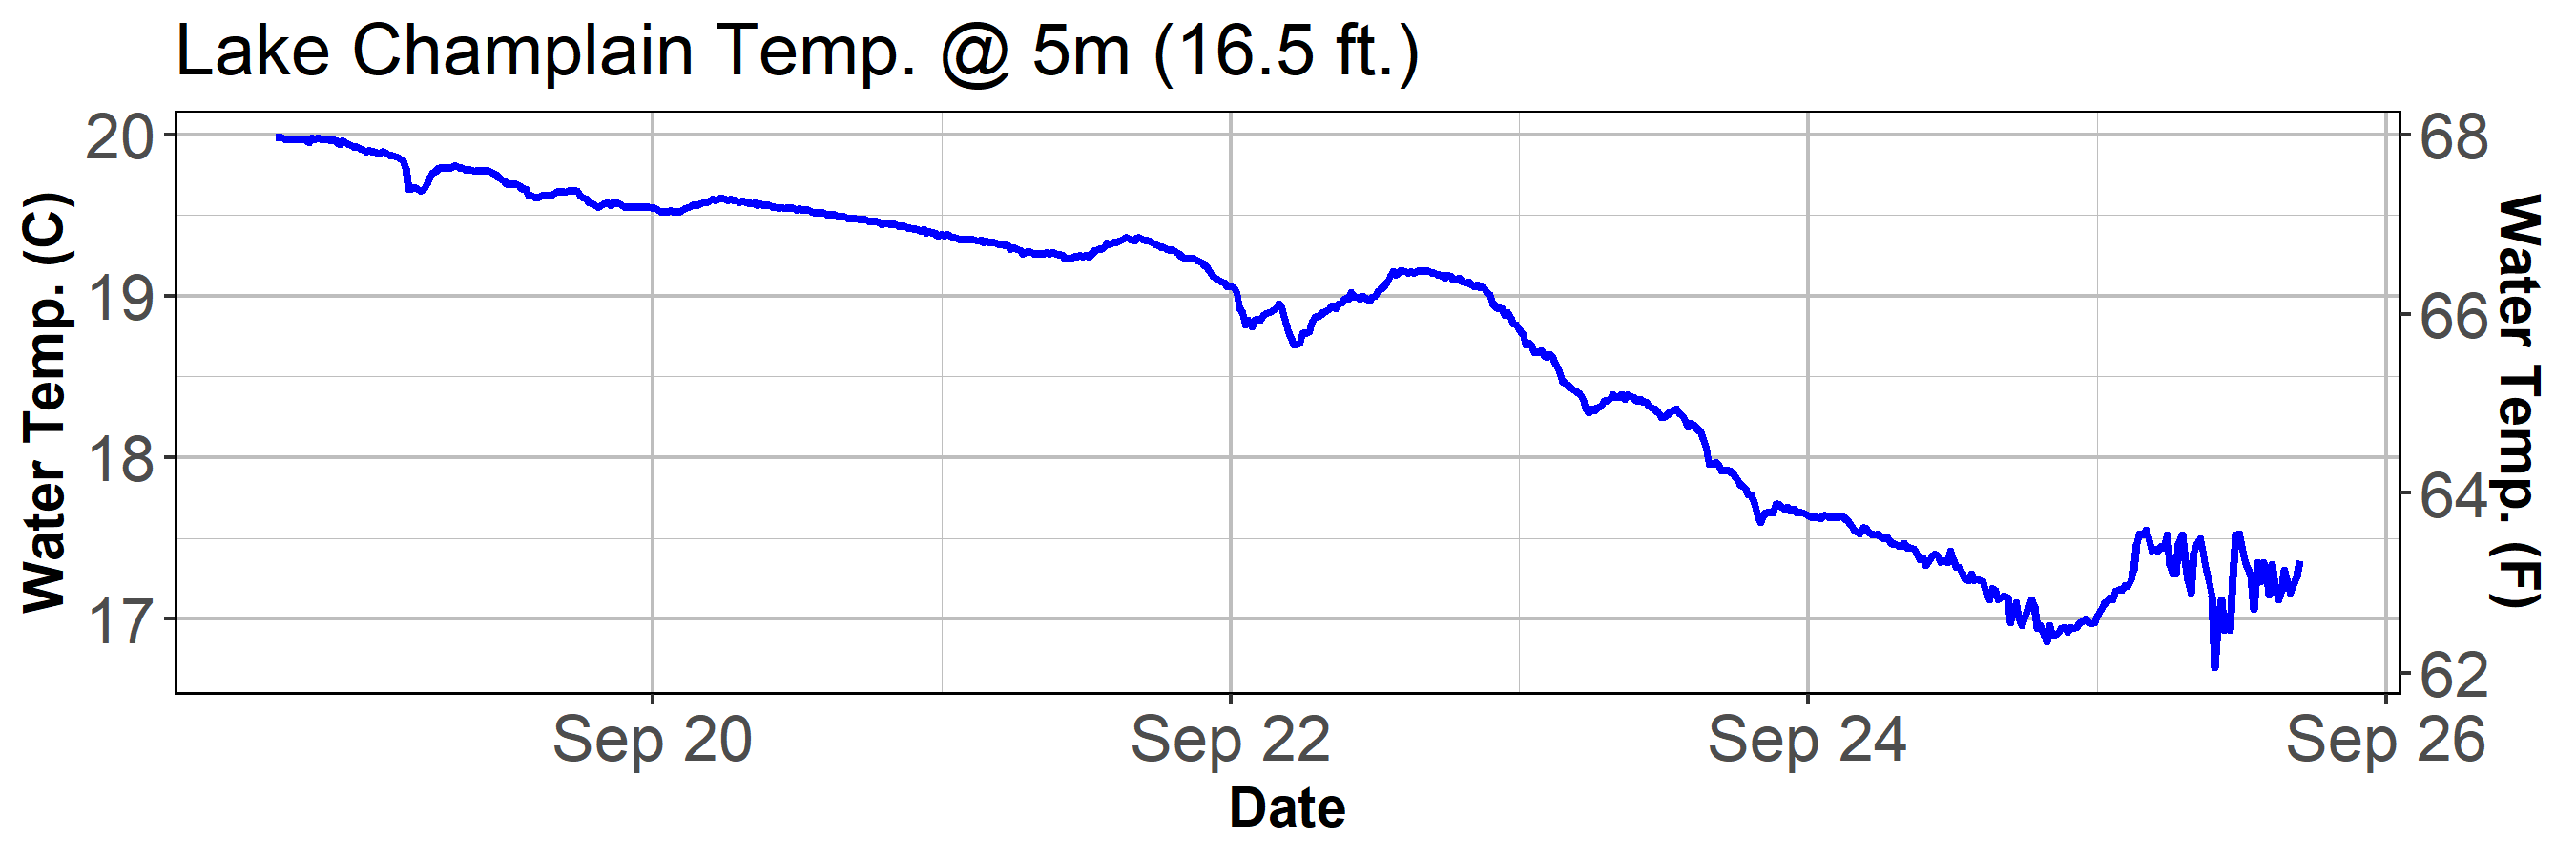 Lake Champlain Temp. @ 5m (16.5 ft.)
20
19
18
17
Water Temp. (C)
68
66
64
62
Water Temp. (F)
Sep 20
Sep 22
Sep 24
Sep 26
Date